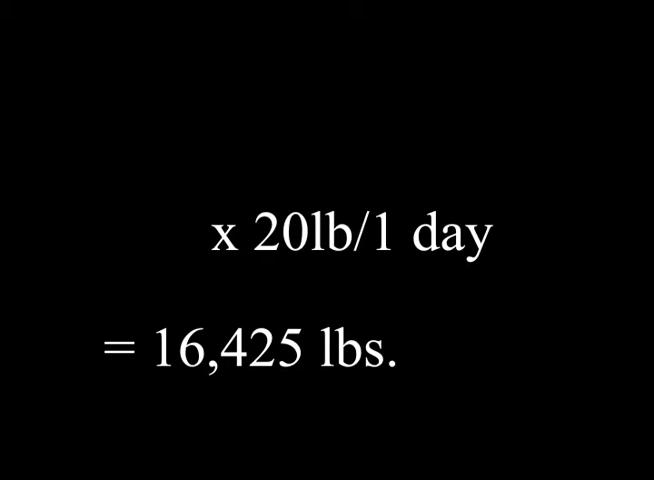 x 20lb/1 day
= 16,425 lbs.